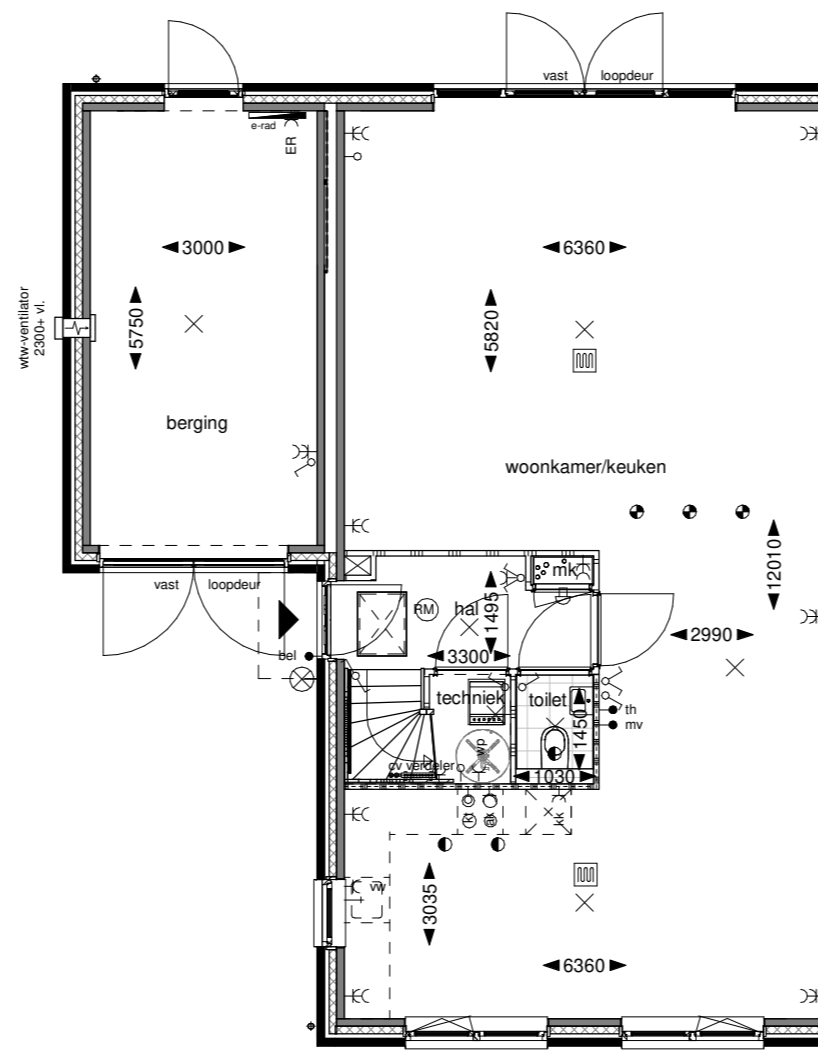 vast loopdeur
e-rad
ER
3000
6360
5750
5820
wtw-ventilator
2300+ vl.
berging
woonkamer/keuken
12010
mk
vast loopdeur
RM
hal
1495
bel
3300
2990
techniek
toilet
th
1450
mv
wp
cv verdeler
1030
kt
ak
kk
vw
3035
6360